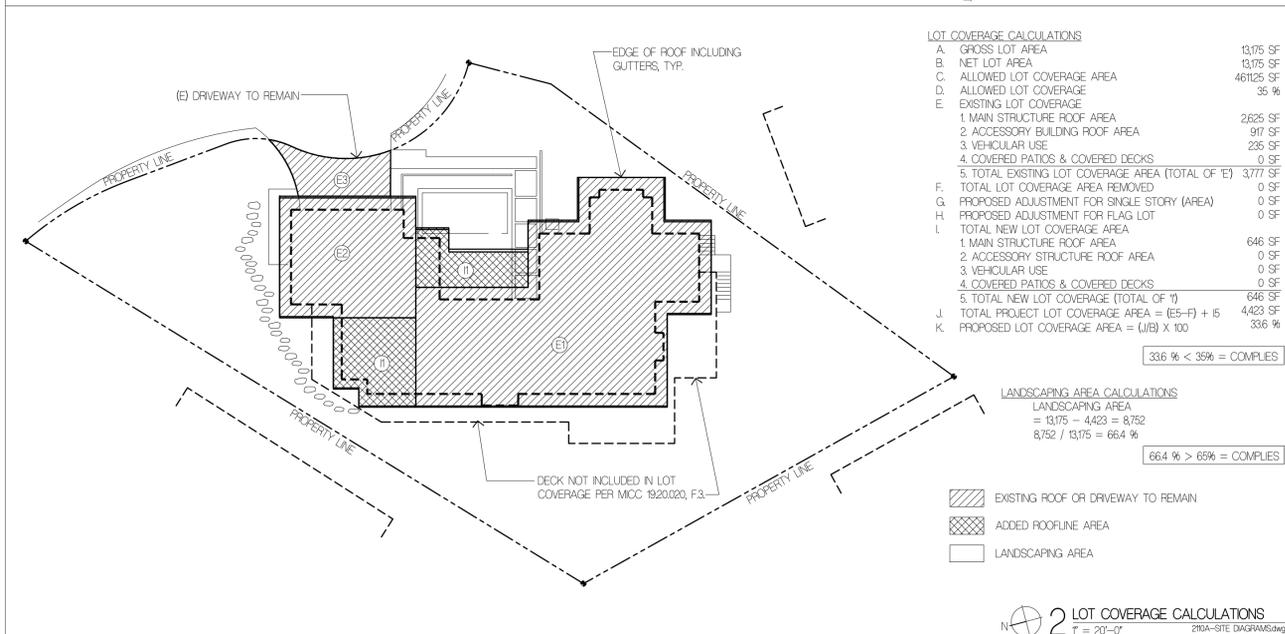 EDGE OF ROOF INCLUDING
GUTTERS, TYP.
(E) DRIVEWAY TO REMAIN
PROPERTY LINE
PROPERTY LINE
PROPERTY LINE
E3
E2
I1
I1
E1
PROPERTY LINE
PROPERTY LINE
DECK NOT INCLUDED IN LOT
COVERAGE PER MICC 19.20.020, F.3.
LOT COVERAGE CALCULATIONS
A. GROSS LOT AREA 13,175 SF
B. NET LOT AREA 13,175 SF
C. ALLOWED LOT COVERAGE AREA 4611.25 SF
D. ALLOWED LOT COVERAGE 35 %
E. EXISTING LOT COVERAGE
1. MAIN STRUCTURE ROOF AREA 2,625 SF
2. ACCESSORY BUILDING ROOF AREA 917 SF
3. VEHICULAR USE 235 SF
4. COVERED PATIOS & COVERED DECKS 0 SF
5. TOTAL EXISTING LOT COVERAGE AREA (TOTAL OF 'E') 3,777 SF
F. TOTAL LOT COVERAGE AREA REMOVED 0 SF
G. PROPOSED ADJUSTMENT FOR SINGLE STORY (AREA) 0 SF
H. PROPOSED ADJUSTMENT FOR FLAG LOT 0 SF
I. TOTAL NEW LOT COVERAGE AREA
1. MAIN STRUCTURE ROOF AREA 646 SF
2. ACCESSORY STRUCTURE ROOF AREA 0 SF
3. VEHICULAR USE 0 SF
4. COVERED PATIOS & COVERED DECKS 0 SF
5. TOTAL NEW LOT COVERAGE (TOTAL OF 'I') 646 SF
J. TOTAL PROJECT LOT COVERAGE AREA = (E5-F) + I5 4,423 SF
K. PROPOSED LOT COVERAGE AREA = (J/B) X 100 33.6 %
33.6 % < 35% = COMPLIES
LANDSCAPING AREA CALCULATIONS
LANDSCAPING AREA
= 13,175 - 4,423 = 8,752
8,752 / 13,175 = 66.4 %
66.4 % > 65% = COMPLIES
EXISTING ROOF OR DRIVEWAY TO REMAIN
ADDED ROOFLINE AREA
LANDSCAPING AREA
N 2 LOT COVERAGE CALCULATIONS
1" = 20'-0" 2110A-SITE DIAGRAMS.dwg